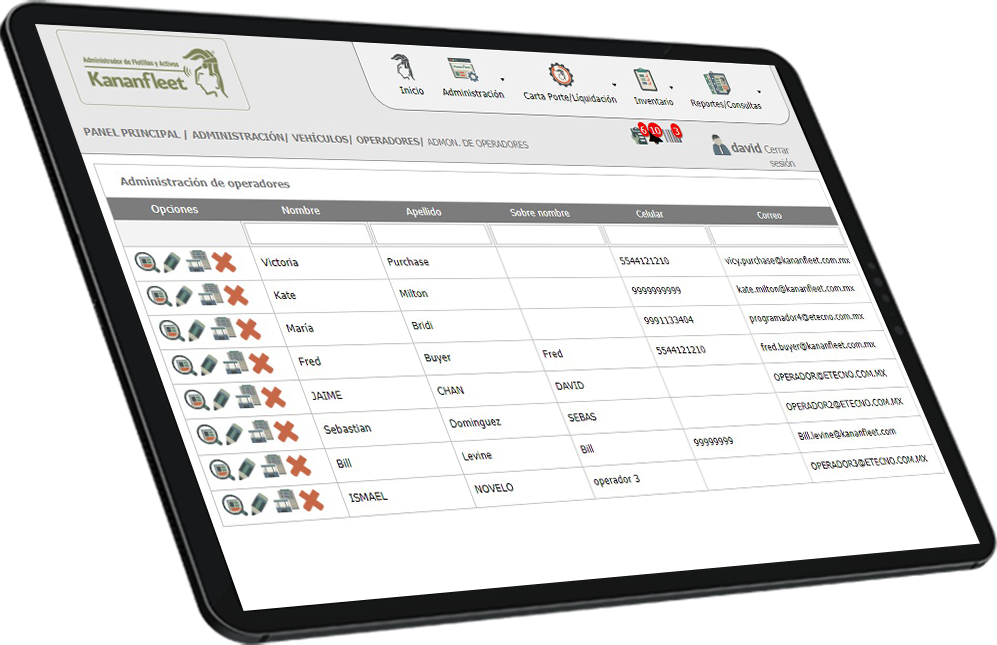 Administrador de Flotillas y Activos
Kananfleet
Inicio
Administración
Carta Porte/Liquidación
Inventario
Reportes/Consultas
PANEL PRINCIPAL / ADMINISTRACIÓN/ VEHÍCULOS/ OPERADORES/ ADMON. DE OPERADORES
6 10 3
david Cerrar sesión
Administración de operadores
Opciones Nombre Apellido Sobre nombre Celular Correo
Victoria Purchase 5544121210 vicy.purchase@kananfleet.com.mx
Kate Milton 9999999999 kate.milton@kananfleet.com.mx
María Bridi 9991133404 programador4@etecno.com.mx
Fred Buyer Fred 5544121210 fred.buyer@kananfleet.com.mx
JAIME CHAN DAVID OPERADOR@ETECNO.COM.MX
Sebastian Dominguez SEBAS OPERADOR2@ETECNO.COM.MX
Bill Levine Bill 99999999 Bill.levine@kananfleet.com
ISMAEL NOVELO operador 3 OPERADOR3@ETECNO.COM.MX